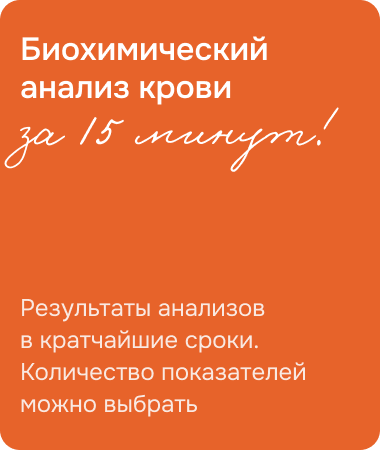 Биохимический
анализ крови
за 15 минут!
Результаты анализов
в кратчайшие сроки.
Количество показателей
можно выбрать